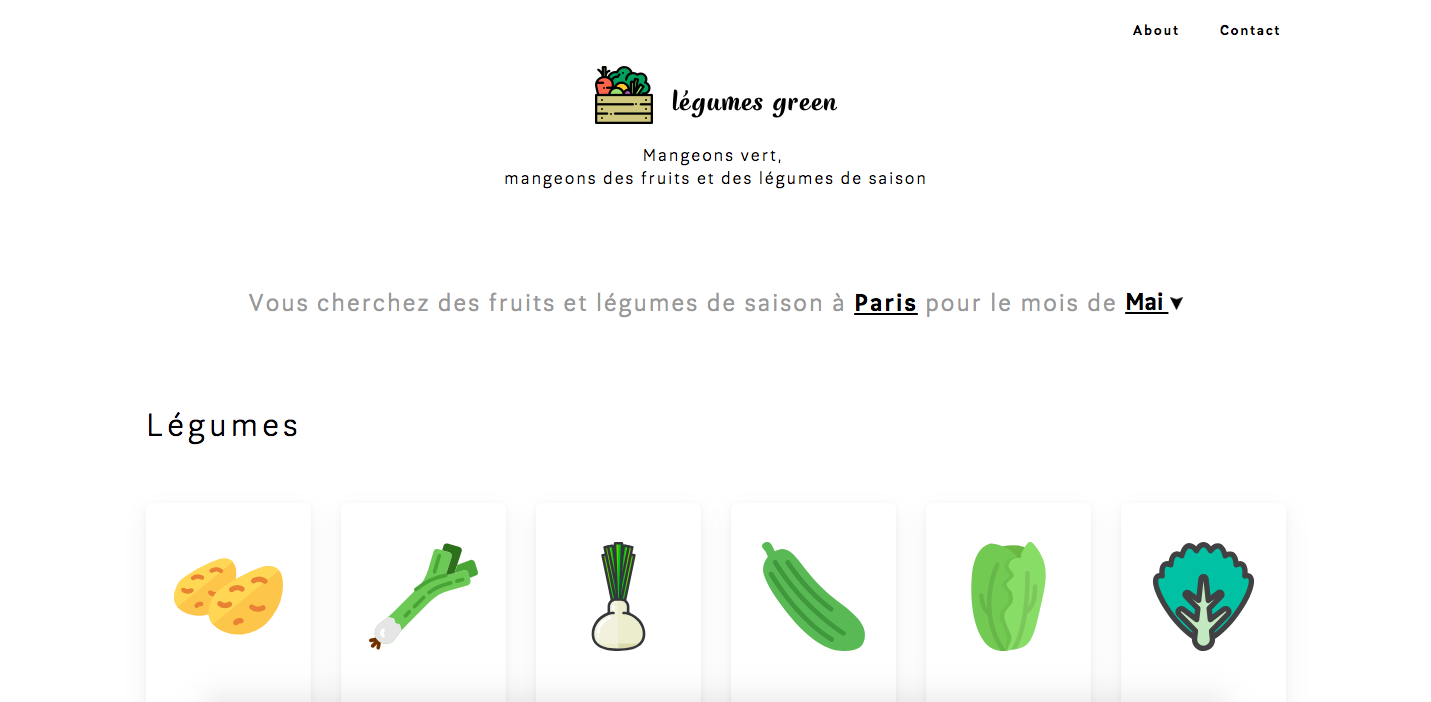 About Contact
légumes green
Mangeons vert,
mangeons des fruits et des légumes de saison
Vous cherchez des fruits et légumes de saison à Paris pour le mois de Mai
Légumes